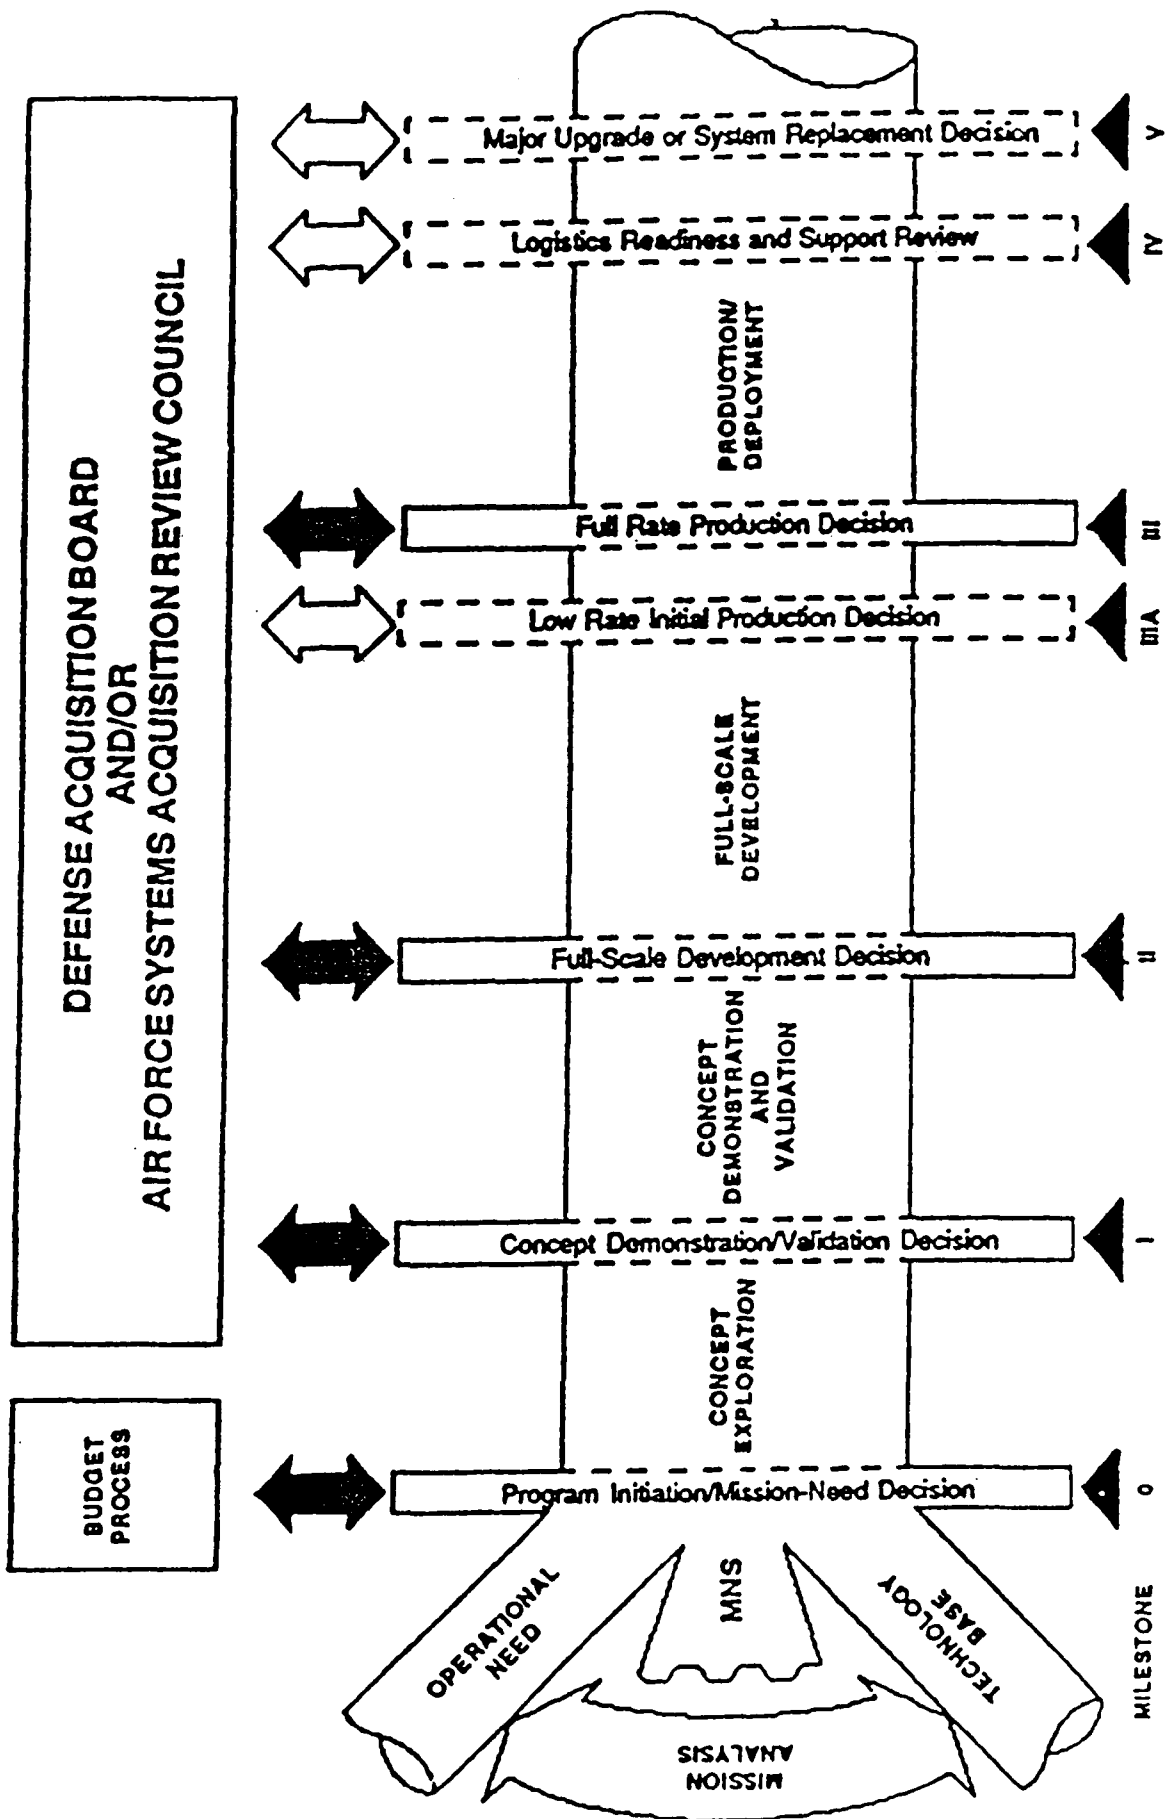 DEFENSE ACQUISITION BOARD
AND/OR
AIR FORCE SYSTEMS ACQUISITION REVIEW COUNCIL
BUDGET
PROCESS
Major Upgrade or System Replacement Decision
V
Logistics Readiness and Support Review
IV
PRODUCTION/
DEPLOYMENT
Full Rate Production Decision
III
Low Rate Initial Production Decision
IIIA
FULL-SCALE
DEVELOPMENT
Full-Scale Development Decision
II
CONCEPT
DEMONSTRATION
AND
VALIDATION
Concept Demonstration/Validation Decision
I
CONCEPT
EXPLORATION
Program Initiation/Mission-Need Decision
0
OPERATIONAL
NEED
MNS
TECHNOLOGY
BASE
MISSION
ANALYSIS
MILESTONE